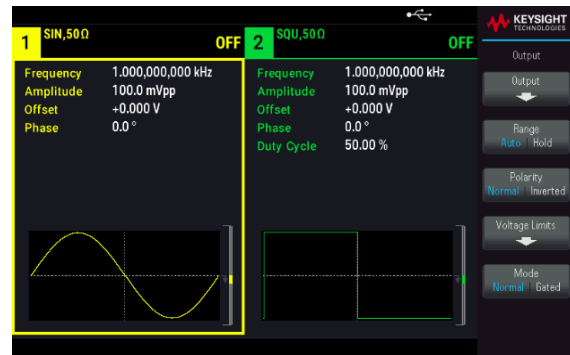 1 SIN,50Ω OFF
Frequency 1.000,000,000 kHz
Amplitude 100.0 mVpp
Offset +0.000 V
Phase 0.0 °
2 SQU,50Ω OFF
Frequency 1.000,000,000 kHz
Amplitude 100.0 mVpp
Offset +0.000 V
Phase 0.0 °
Duty Cycle 50.00 %
KEYSIGHT
TECHNOLOGIES
Output
Output
Range
Auto Hold
Polarity
Normal Inverted
Voltage Limits
Mode
Normal Gated